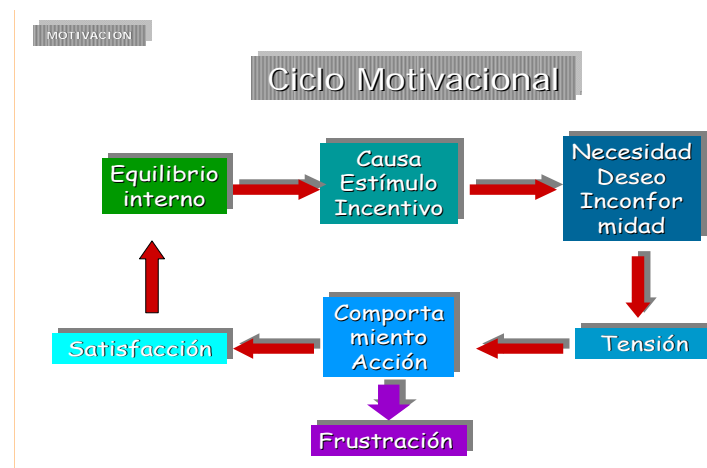 MOTIVACION
Ciclo Motivacional
Equilibrio
interno
Causa
Estímulo
Incentivo
Necesidad
Deseo
Inconfor
midad
Tensión
Comporta
miento
Acción
Satisfacción
Frustración